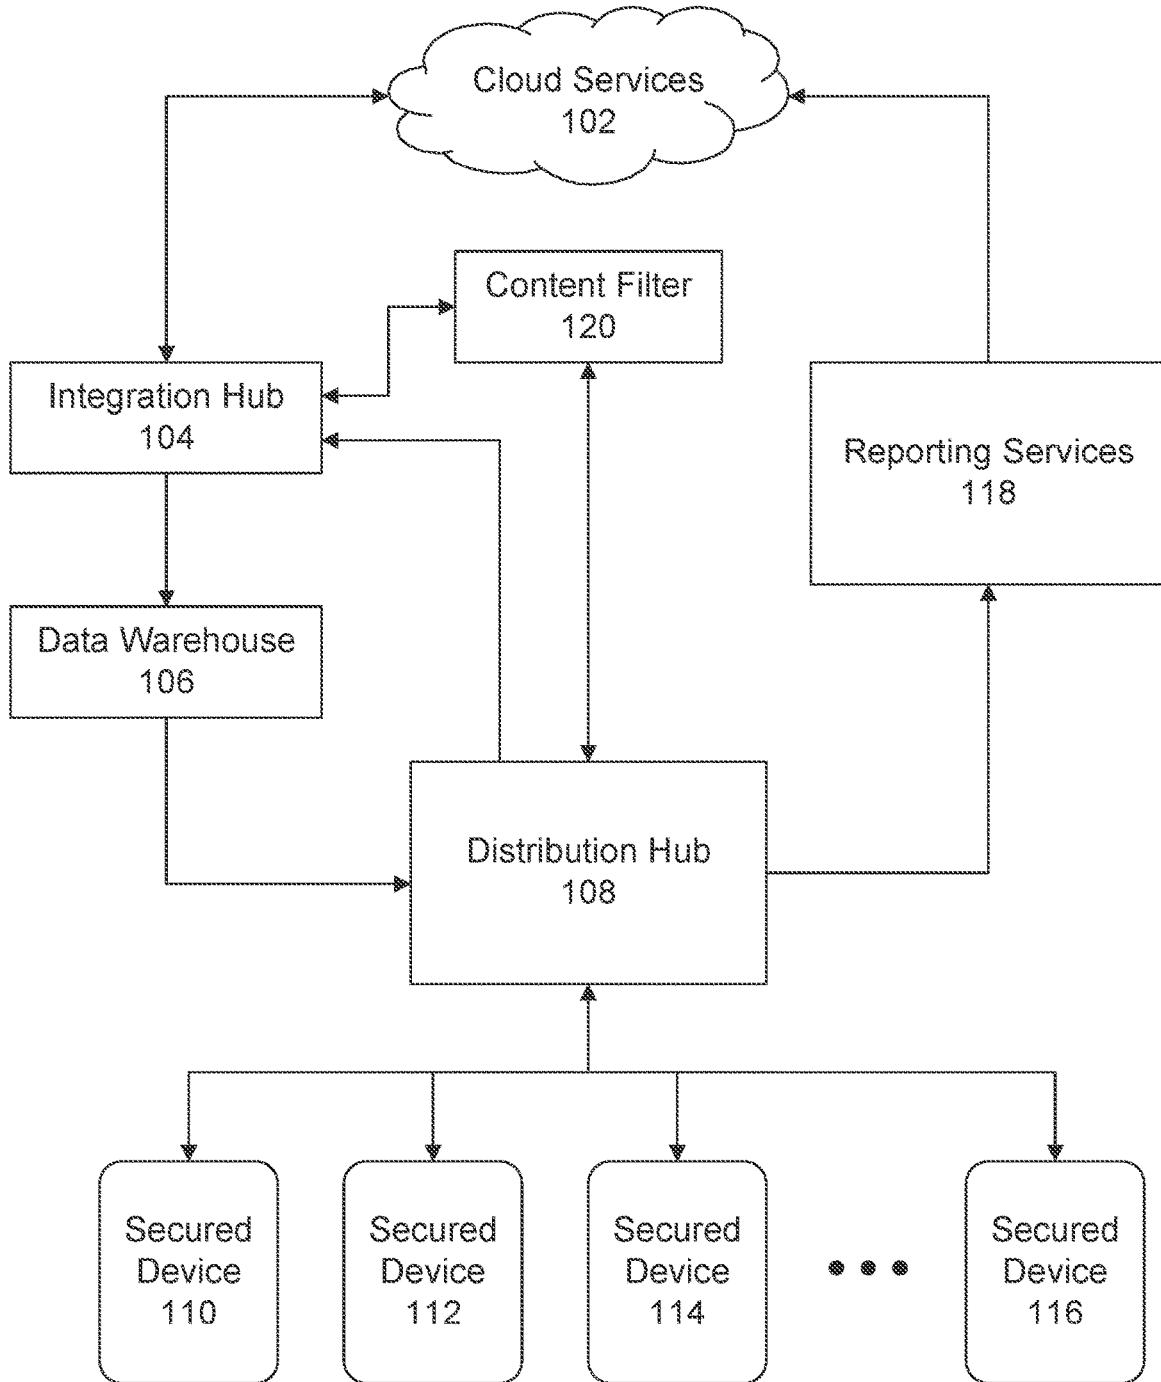 Cloud Services
102
Content Filter
120
Integration Hub
104
Reporting Services
118
Data Warehouse
106
Distribution Hub
108
Secured
Device
110
Secured
Device
112
Secured
Device
114
Secured
Device
116